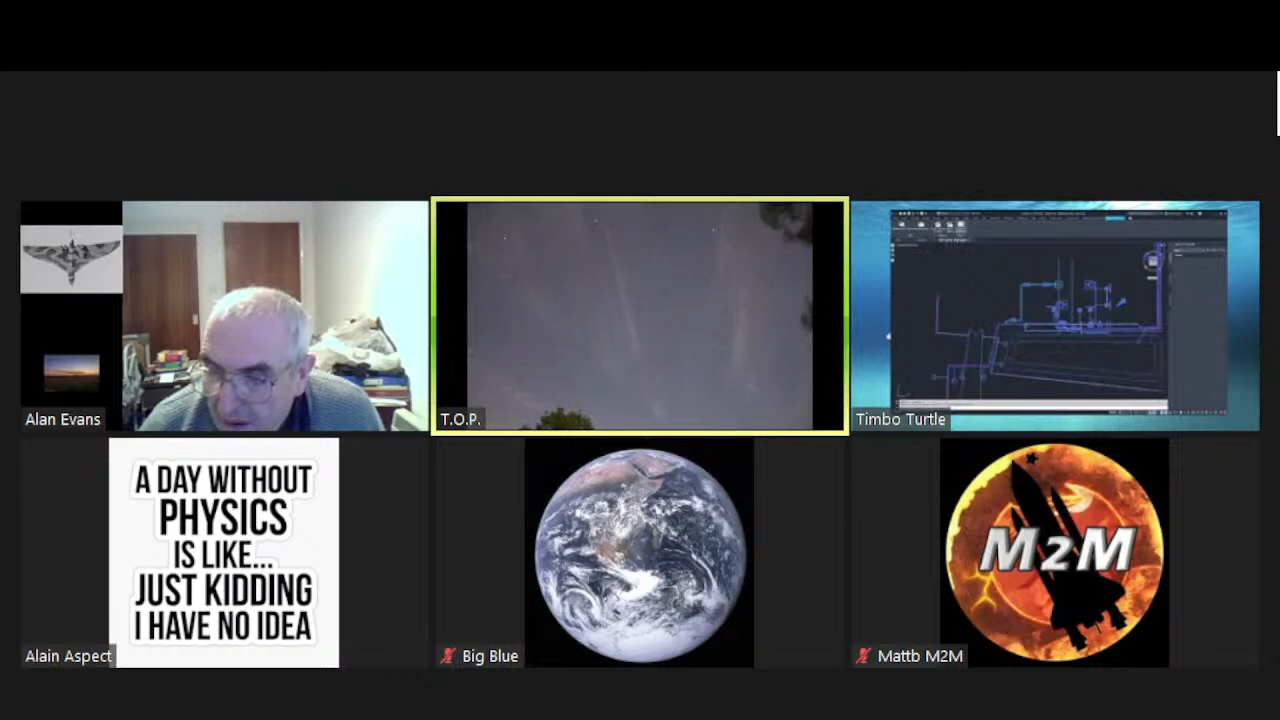 Alan Evans
T.O.P.
Timbo Turtle
A DAY WITHOUT
PHYSICS
IS LIKE...
JUST KIDDING
I HAVE NO IDEA
M2M
Alain Aspect
Big Blue
Mattb M2M